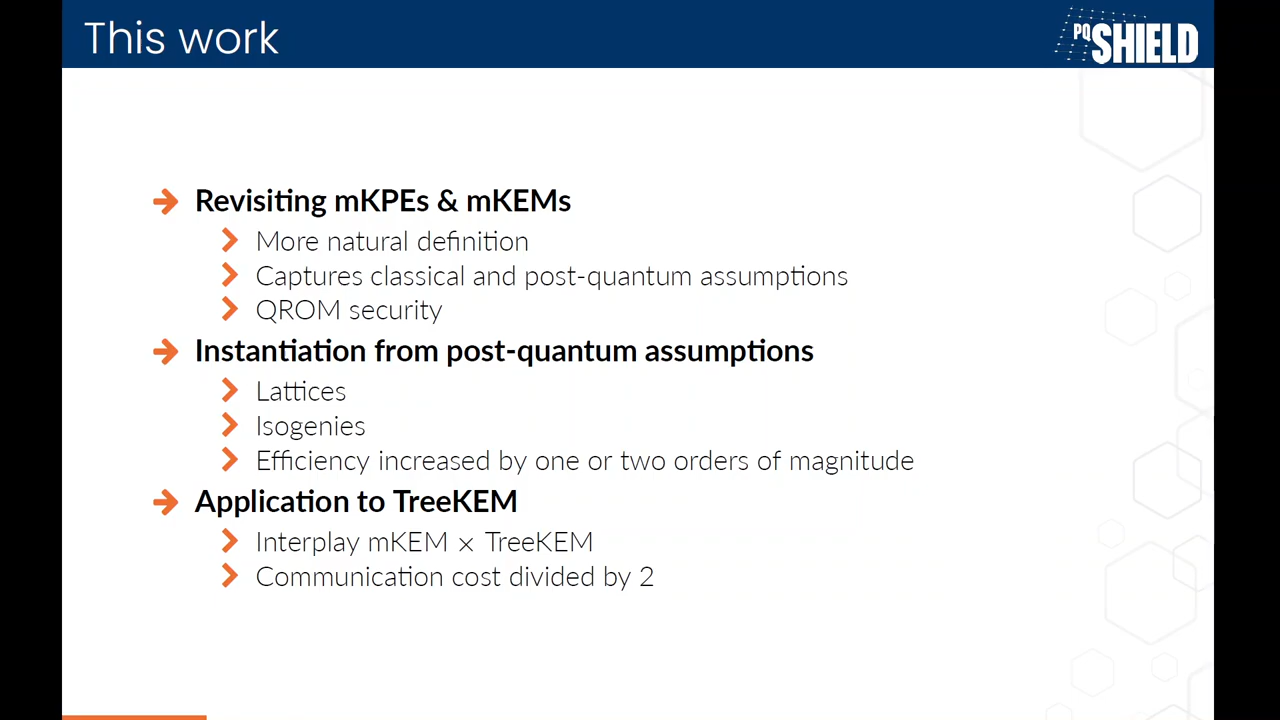 This work
PQSHIELD
Revisiting mKPEs & mKEMs
More natural definition
Captures classical and post-quantum assumptions
QROM security
Instantiation from post-quantum assumptions
Lattices
Isogenies
Efficiency increased by one or two orders of magnitude
Application to TreeKEM
Interplay mKEM × TreeKEM
Communication cost divided by 2